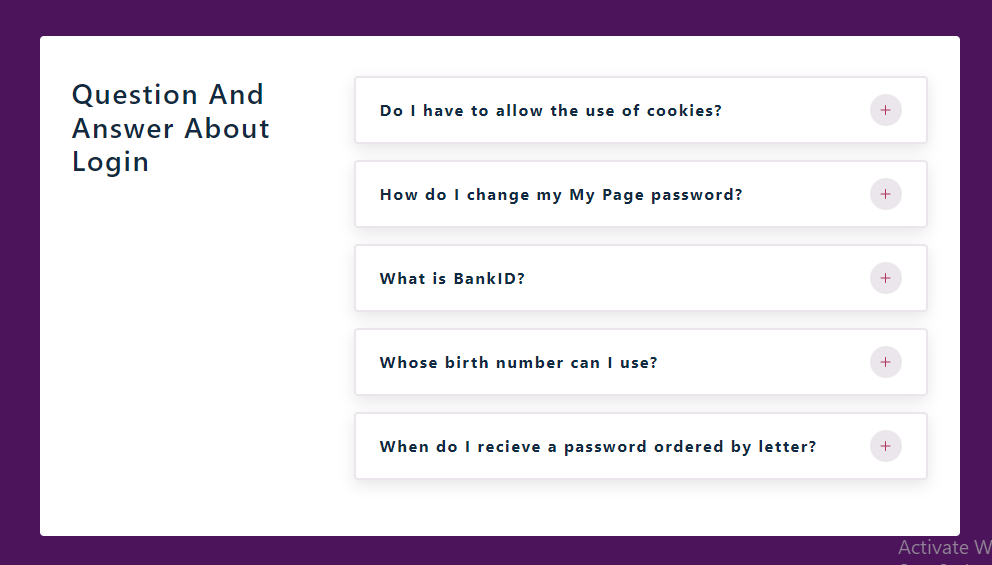 Question And
Answer About
Login
Do I have to allow the use of cookies?
How do I change my My Page password?
What is BankID?
Whose birth number can I use?
When do I recieve a password ordered by letter?
Activate W